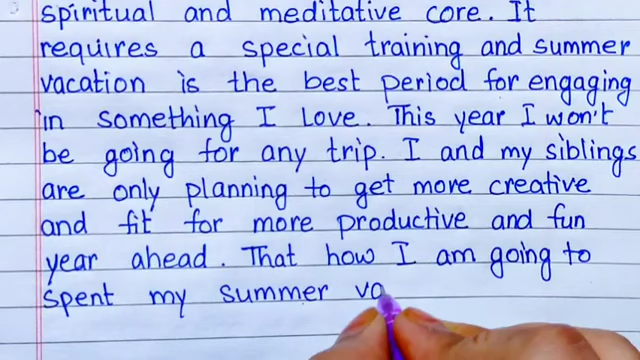 spiritual and meditative core. It
requires a special training and summer
vacation is the best period for engaging
in something I Love. This year I won't
be going for any trip. I and my siblings
are only planning to get more creative
and fit for more productive and fun
year ahead. That how I am going to
spent my summer va